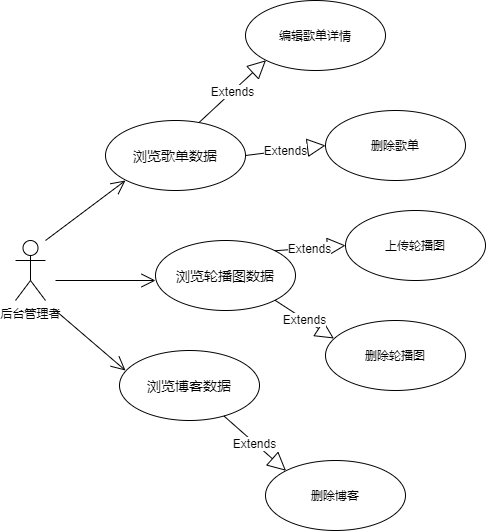 编辑歌单详情
Extends
浏览歌单数据
Extends
删除歌单
后台管理者
浏览轮播图数据
Extends
上传轮播图
Extends
删除轮播图
浏览博客数据
Extends
删除博客